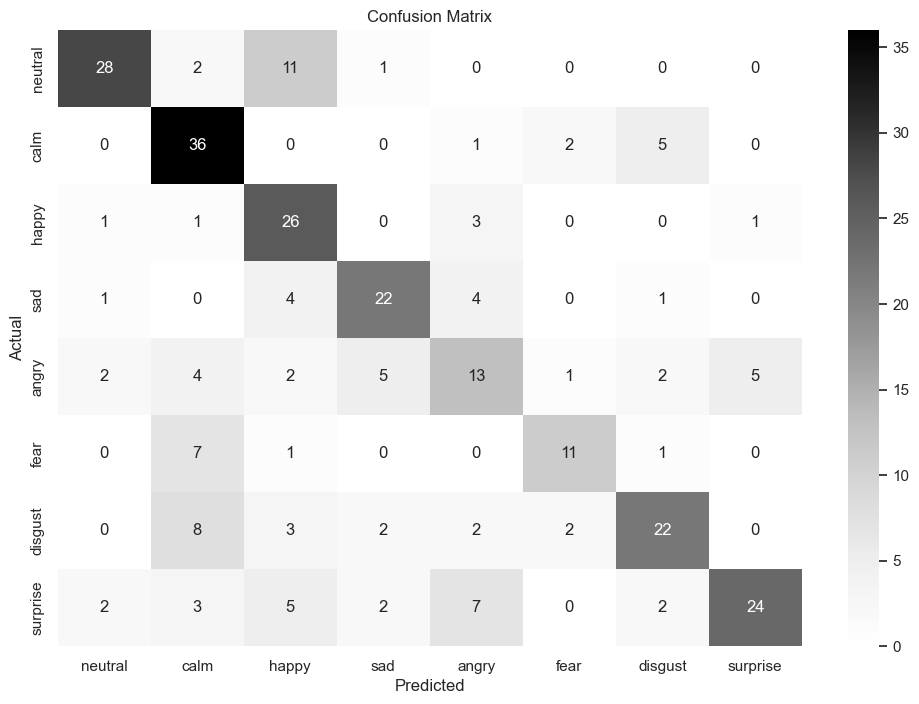 Confusion Matrix
neutral 28 2 11 1 0 0 0 0
calm 0 36 0 0 1 2 5 0
happy 1 1 26 0 3 0 0 1
sad 1 0 4 22 4 0 1 0
angry 2 4 2 5 13 1 2 5
fear 0 7 1 0 0 11 1 0
disgust 0 8 3 2 2 2 22 0
surprise 2 3 5 2 7 0 2 24
neutral calm happy sad angry fear disgust surprise
Predicted
Actual
35
30
25
20
15
10
5
0